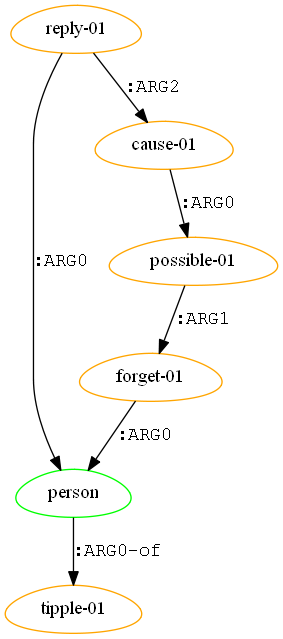 reply-01
:ARG2
cause-01
:ARG0
possible-01
:ARG0
:ARG1
forget-01
:ARG0
person
:ARG0-of
tipple-01